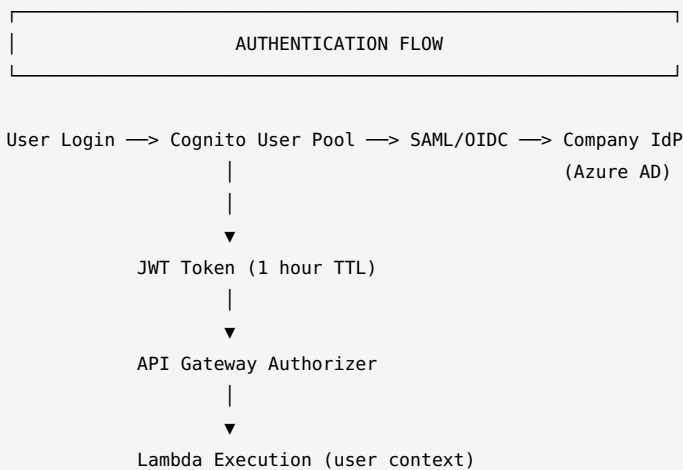 AUTHENTICATION FLOW
User Login ──> Cognito User Pool ──> SAML/OIDC ──> Company IdP
(Azure AD)
JWT Token (1 hour TTL)
API Gateway Authorizer
Lambda Execution (user context)